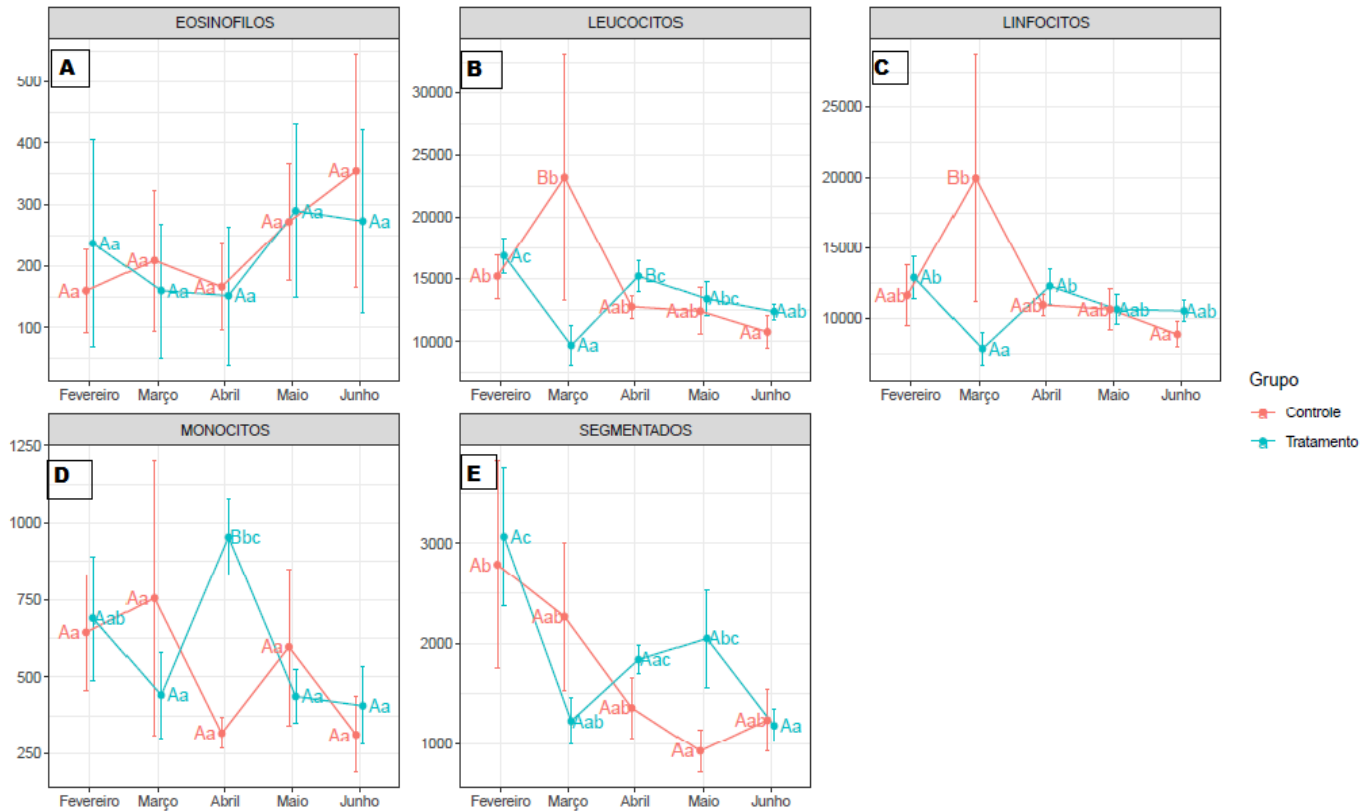 EOSINOFILOS
LEUCOCITOS
LINFOCITOS
A
B
C
500
400
300
200
100
30000
25000
20000
15000
10000
25000
20000
15000
10000
Aa
Aa
Aa
Aa
Aa
Aa
Aa
Aa
Aa
Aa
Ab
Ac
Bb
Aa
Aab
Bc
Aab
Abc
Aa
Aab
Aab
Ab
Bb
Aa
Aab
Ab
Aab
Aab
Aa
Aab
Fevereiro Março Abril Maio Junho
Fevereiro Março Abril Maio Junho
Fevereiro Março Abril Maio Junho
Grupo
Controle
Tratamento
MONOCITOS
SEGMENTADOS
D
E
1250
1000
750
500
250
3000
2000
1000
Aa
Aab
Aa
Aa
Aa
Bbc
Aa
Aa
Aa
Aa
Ab
Ac
Aab
Aab
Aab
Aac
Aa
Abc
Aab
Aa
Fevereiro Março Abril Maio Junho
Fevereiro Março Abril Maio Junho